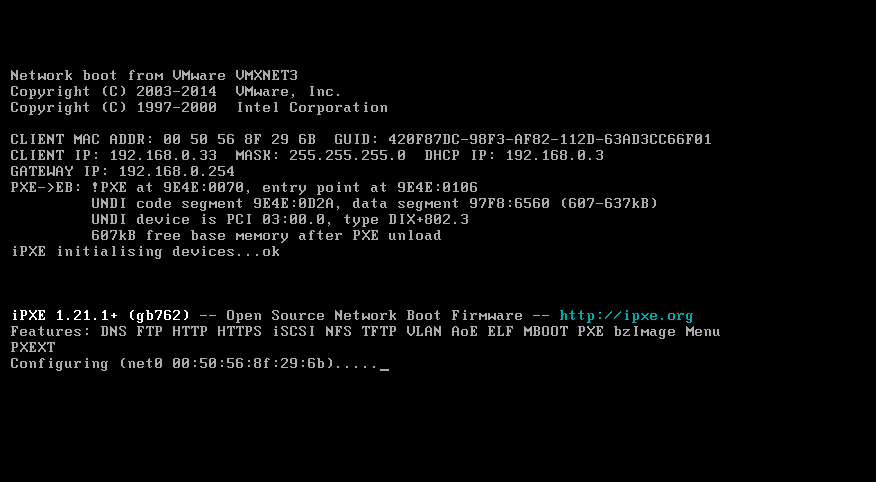 Network boot from VMware VMXNET3
Copyright (C) 2003-2014  VMware, Inc.
Copyright (C) 1997-2000  Intel Corporation
CLIENT MAC ADDR: 00 50 56 8F 29 6B  GUID: 420F87DC-98F3-AF82-112D-63AD3CC66F01
CLIENT IP: 192.168.0.33  MASK: 255.255.255.0  DHCP IP: 192.168.0.3
GATEWAY IP: 192.168.0.254
PXE->EB: !PXE at 9E4E:0070, entry point at 9E4E:0106
UNDI code segment 9E4E:0D2A, data segment 97F8:6560 (607-637kB)
UNDI device is PCI 03:00.0, type DIX+802.3
607kB free base memory after PXE unload
iPXE initialising devices...ok
iPXE 1.21.1+ (gb762) -- Open Source Network Boot Firmware -- http://ipxe.org
Features: DNS FTP HTTP HTTPS iSCSI NFS TFTP VLAN AoE ELF MBOOT PXE bzImage Menu
PXEXT
Configuring (net0 00:50:56:8f:29:6b)....._